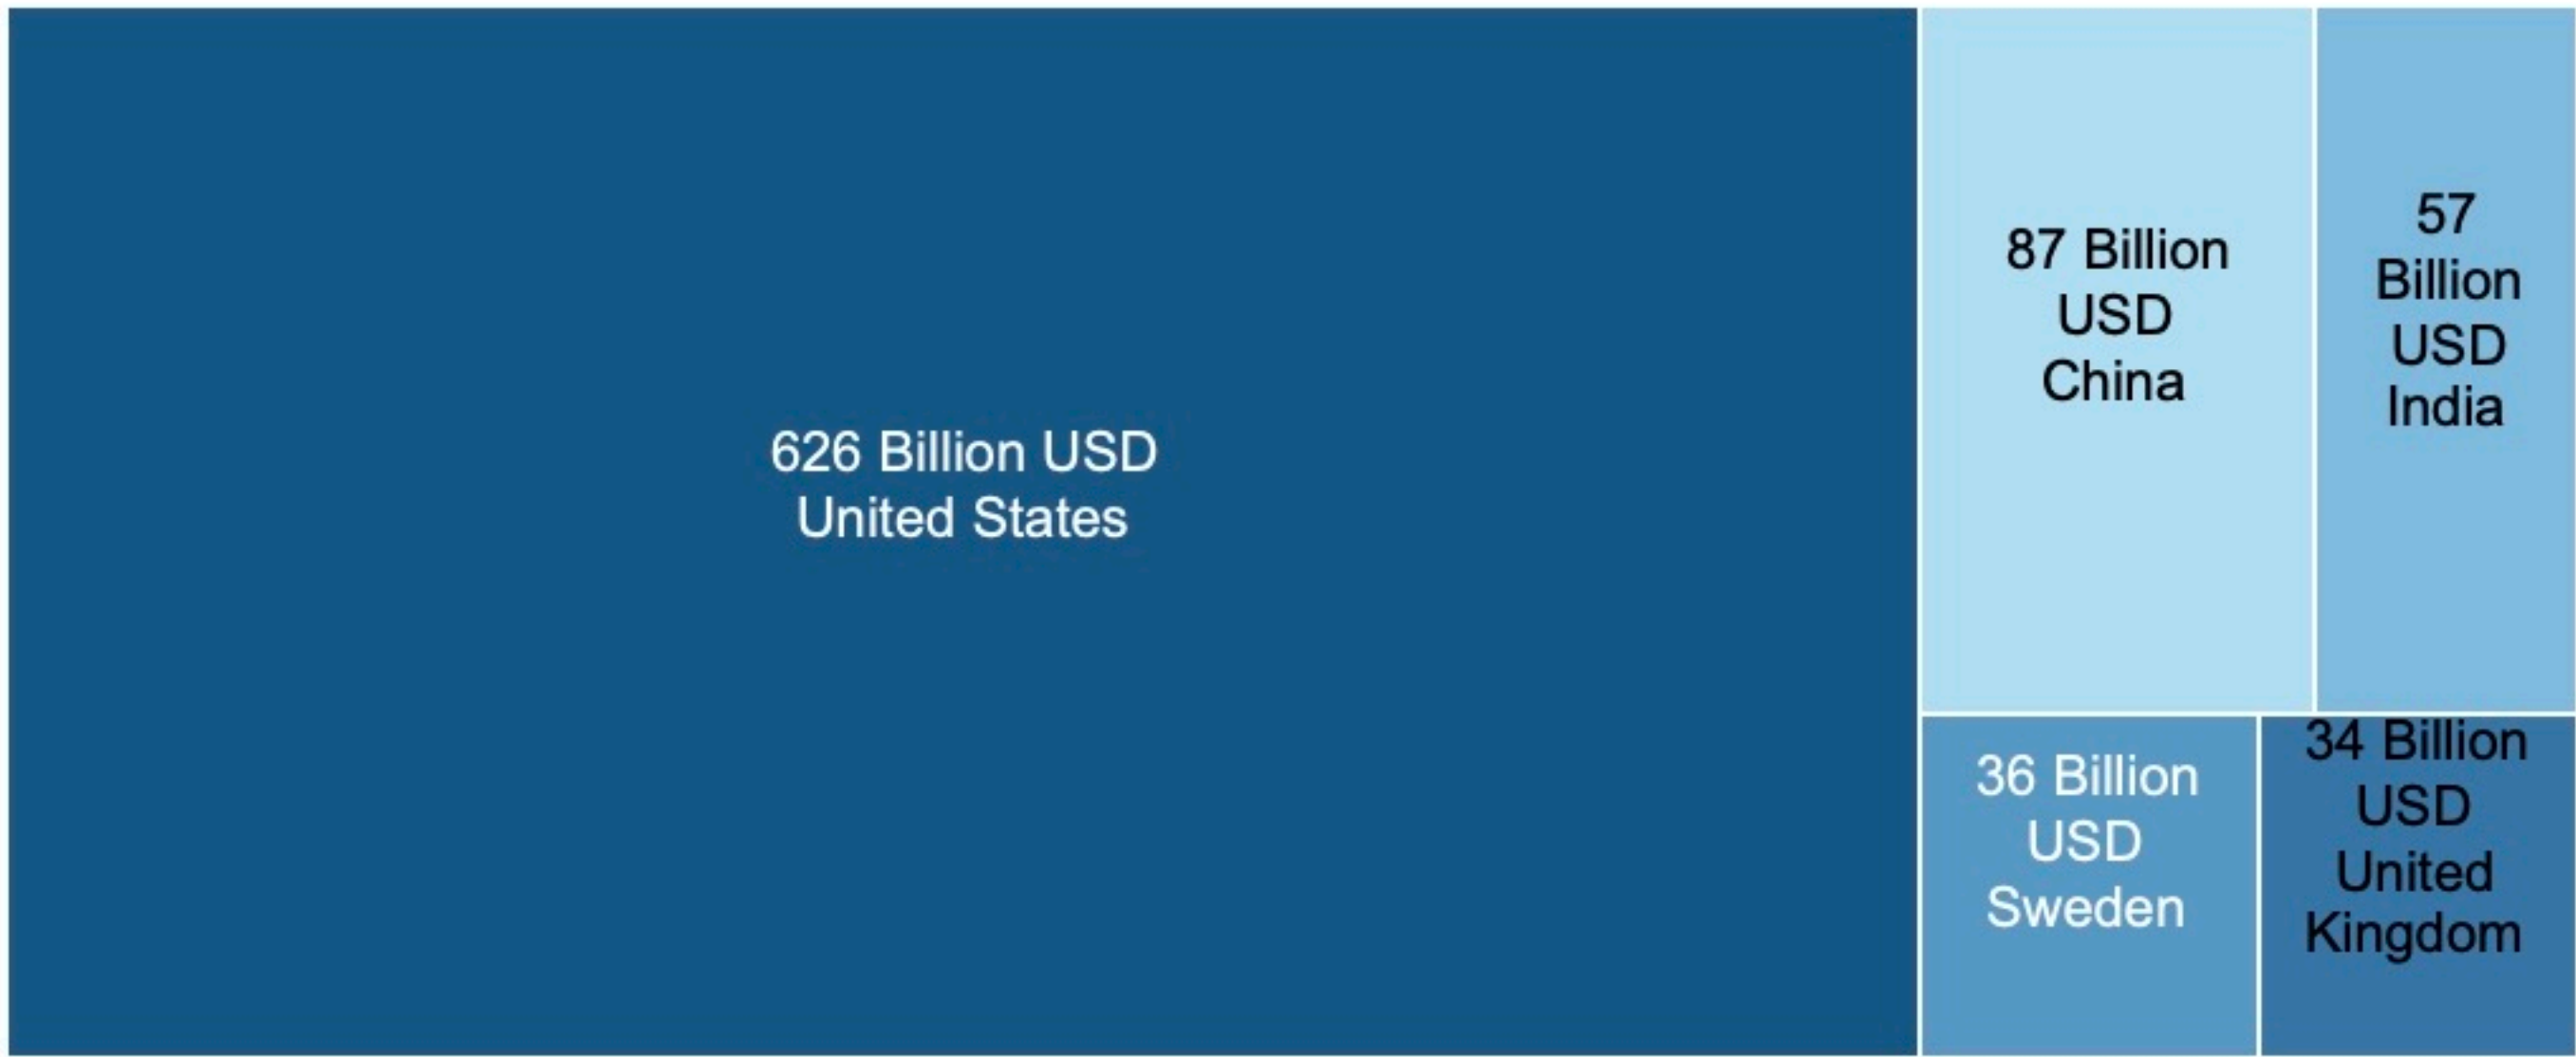 626 Billion USD
United States
87 Billion
USD
China
57
Billion
USD
India
36 Billion
USD
Sweden
34 Billion
USD
United
Kingdom